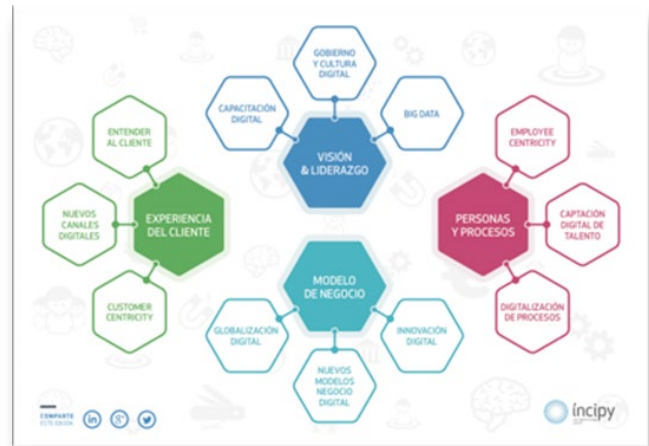 GOBIERNO
Y CULTURA
DIGITAL
CAPACITACIÓN
DIGITAL
BIG DATA
VISIÓN
& LIDERAZGO
ENTENDER
AL CLIENTE
NUEVOS
CANALES
DIGITALES
CUSTOMER
CENTRICITY
EXPERIENCIA
DEL CLIENTE
EMPLOYEE
CENTRICITY
CAPTACIÓN
DIGITAL DE
TALENTO
DIGITALIZACIÓN
DE PROCESOS
PERSONAS
Y PROCESOS
MODELO
DE NEGOCIO
GLOBALIZACIÓN
DIGITAL
NUEVOS
MODELOS
NEGOCIO
DIGITAL
INNOVACIÓN
DIGITAL
COMPARTE
ESTE EBOOK
in
g+
íncipy